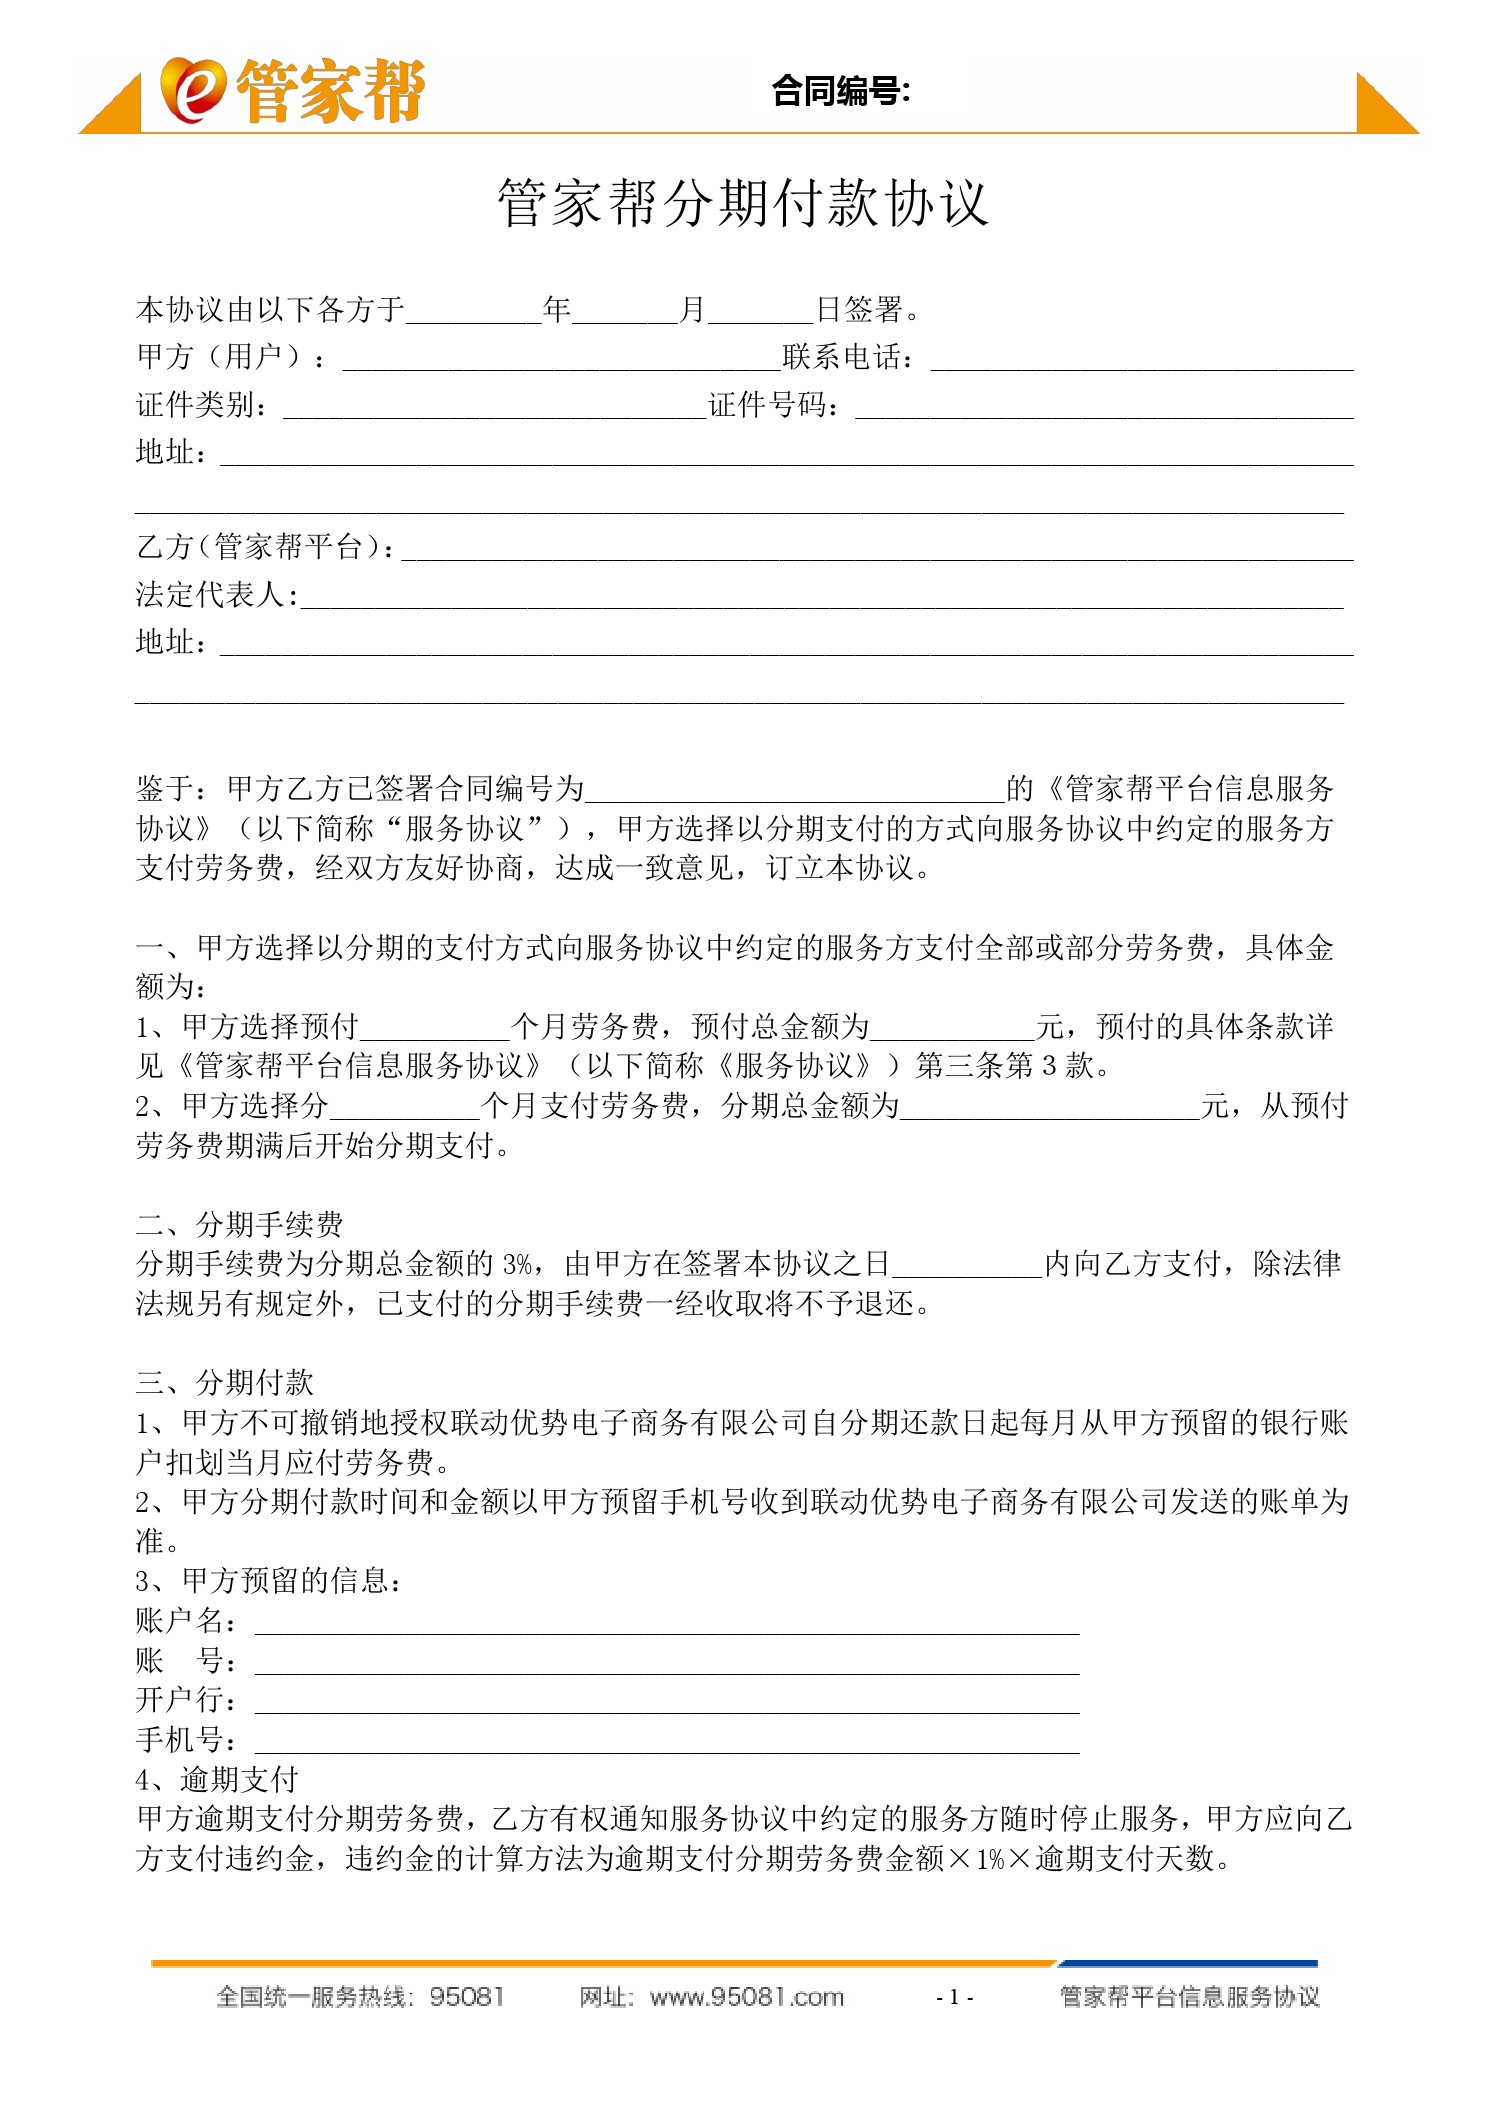 管家帮
合同编号:
管家帮分期付款协议
本协议由以下各方于_________年_______月_______日签署。
甲方（用户）：_____________________________联系电话：____________________________
证件类别：____________________________证件号码：_________________________________
地址：___________________________________________________________________________
________________________________________________________________________________
乙方（管家帮平台）：_______________________________________________________________
法定代表人:_____________________________________________________________________
地址：___________________________________________________________________________
________________________________________________________________________________
鉴于：甲方乙方已签署合同编号为____________________________的《管家帮平台信息服务
协议》（以下简称“服务协议”），甲方选择以分期支付的方式向服务协议中约定的服务方
支付劳务费，经双方友好协商，达成一致意见，订立本协议。
一、甲方选择以分期的支付方式向服务协议中约定的服务方支付全部或部分劳务费，具体金
额为：
1、甲方选择预付__________个月劳务费，预付总金额为___________元，预付的具体条款详
见《管家帮平台信息服务协议》（以下简称《服务协议》）第三条第 3 款。
2、甲方选择分__________个月支付劳务费，分期总金额为____________________元，从预付
劳务费期满后开始分期支付。
二、分期手续费
分期手续费为分期总金额的 3%，由甲方在签署本协议之日__________内向乙方支付，除法律
法规另有规定外，已支付的分期手续费一经收取将不予退还。
三、分期付款
1、甲方不可撤销地授权联动优势电子商务有限公司自分期还款日起每月从甲方预留的银行账
户扣划当月应付劳务费。
2、甲方分期付款时间和金额以甲方预留手机号收到联动优势电子商务有限公司发送的账单为
准。
3、甲方预留的信息：
账户名：_______________________________________________________
账　号：_______________________________________________________
开户行：_______________________________________________________
手机号：_______________________________________________________
4、逾期支付
甲方逾期支付分期劳务费，乙方有权通知服务协议中约定的服务方随时停止服务，甲方应向乙
方支付违约金，违约金的计算方法为逾期支付分期劳务费金额×1%×逾期支付天数。
全国统一服务热线：95081 网址：www.95081.com - 1 - 管家帮平台信息服务协议